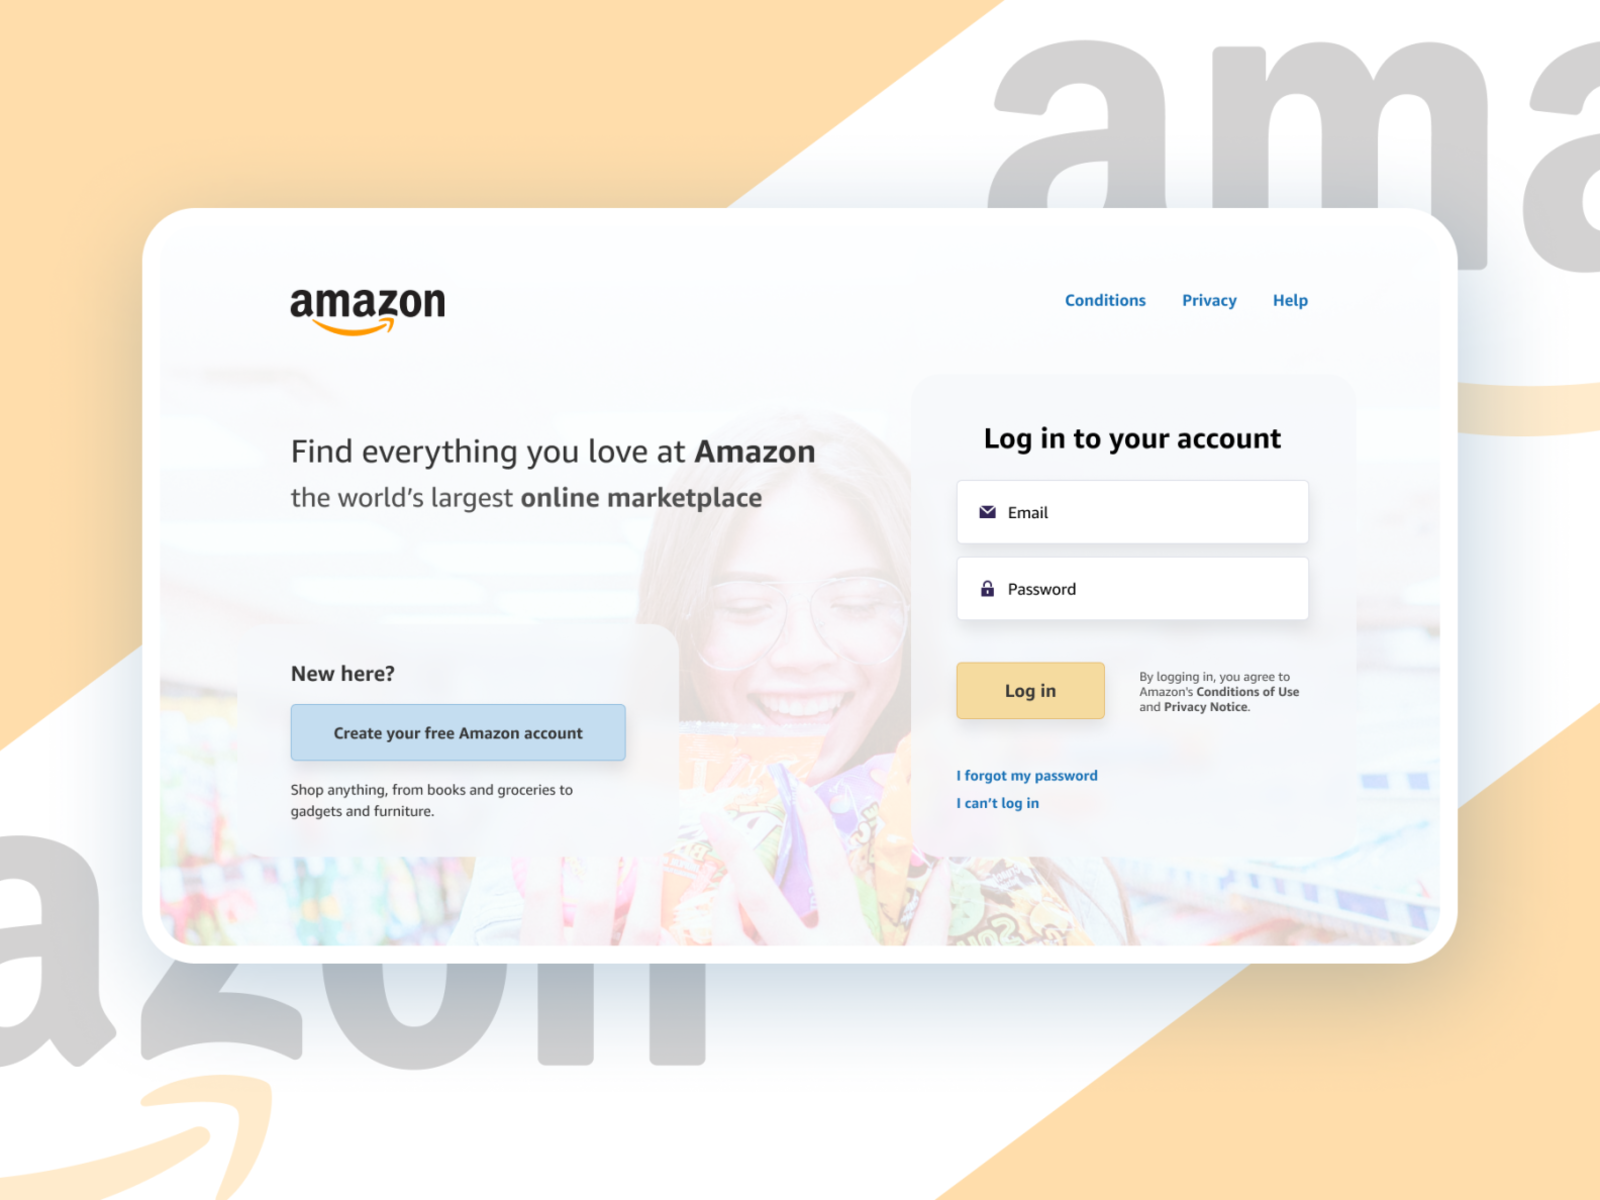 ama
amazon
Conditions Privacy Help
Find everything you love at Amazon
the world's largest online marketplace
Log in to your account
Email
Password
New here?
Create your free Amazon account
Shop anything, from books and groceries to
gadgets and furniture.
Log in
By logging in, you agree to
Amazon's Conditions of Use
and Privacy Notice.
I forgot my password
I can't log in
azon